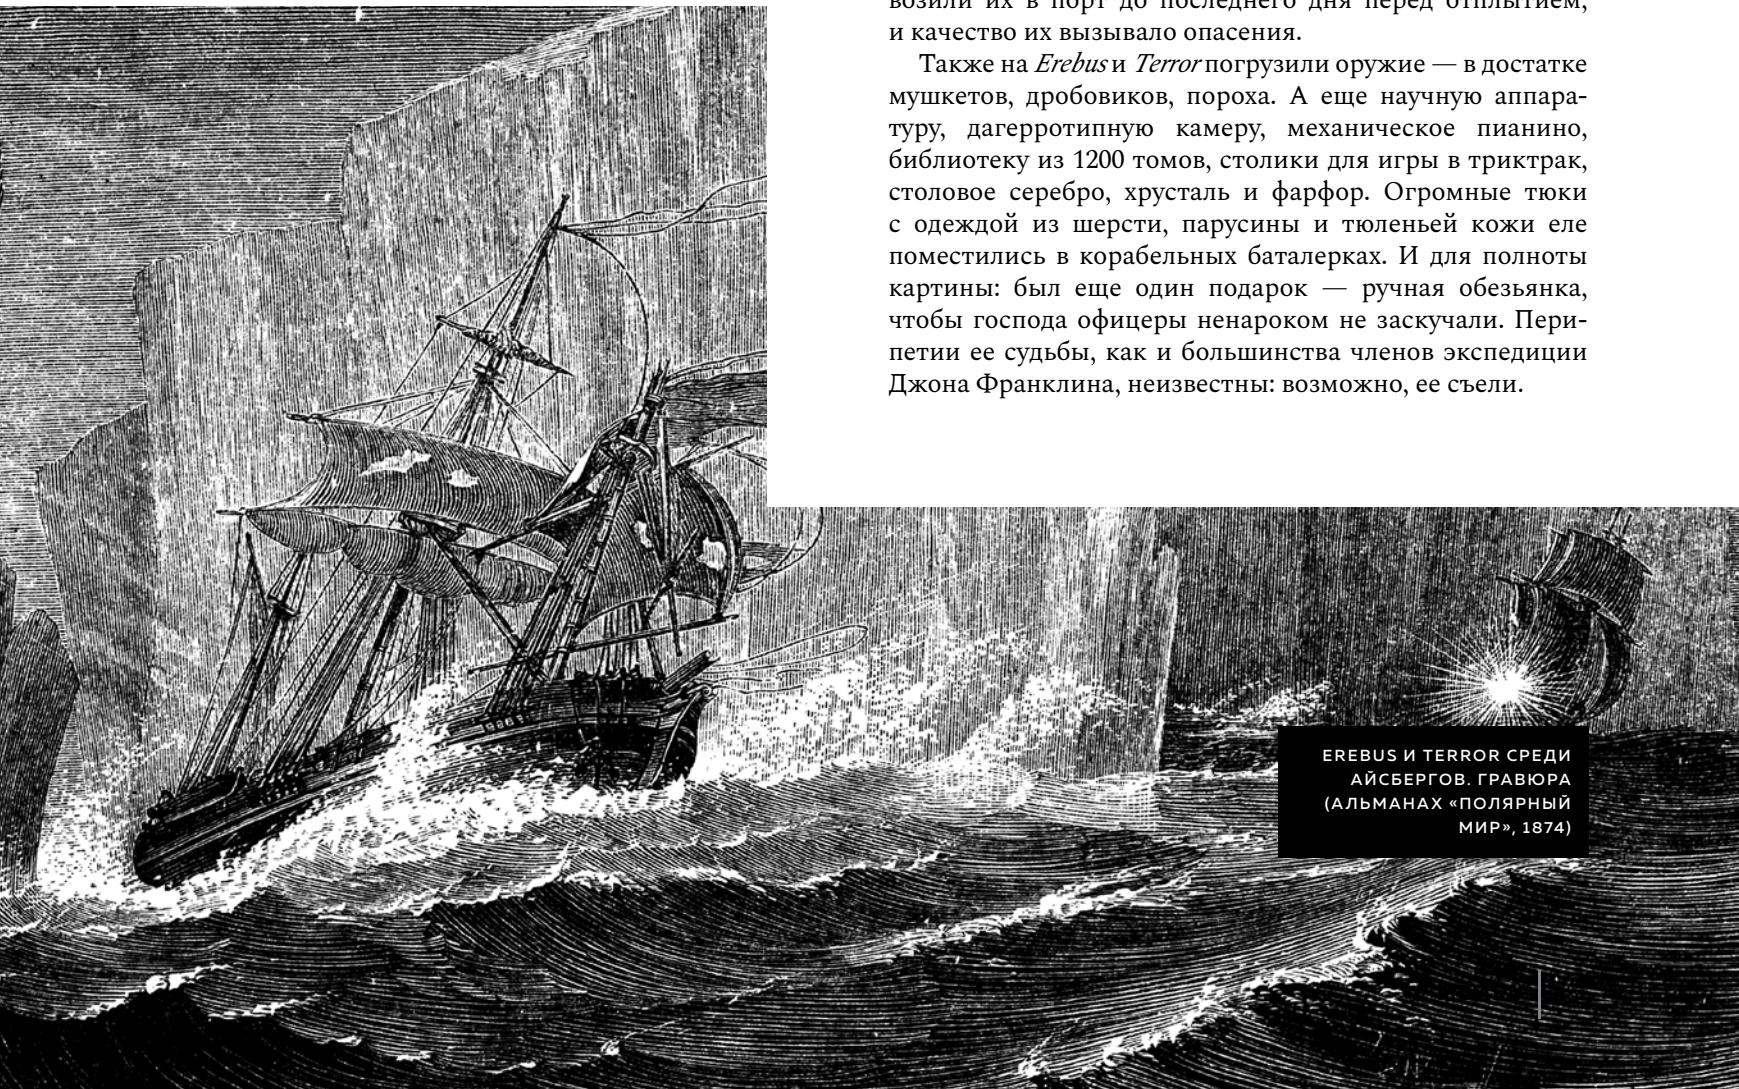 возили их в порт до последнего дня перед отплытием,
и качество их вызывало опасения.
Также на Erebus и Terror погрузили оружие — в достатке
мушкетов, дробовиков, пороха. А еще научную аппара-
туру, дагерротипную камеру, механическое пианино,
библиотеку из 1200 томов, столики для игры в триктрак,
столовое серебро, хрусталь и фарфор. Огромные тюки
с одеждой из шерсти, парусины и тюленьей кожи еле
поместились в корабельных баталерках. И для полноты
картины: был еще один подарок — ручная обезьянка,
чтобы господа офицеры ненароком не заскучали. Пери-
петии ее судьбы, как и большинства членов экспедиции
Джона Франклина, неизвестны: возможно, ее съели.
EREBUS И TERROR СРЕДИ
АЙСБЕРГОВ. ГРАВЮРА
(АЛЬМАНАХ «ПОЛЯРНЫЙ
МИР», 1874)